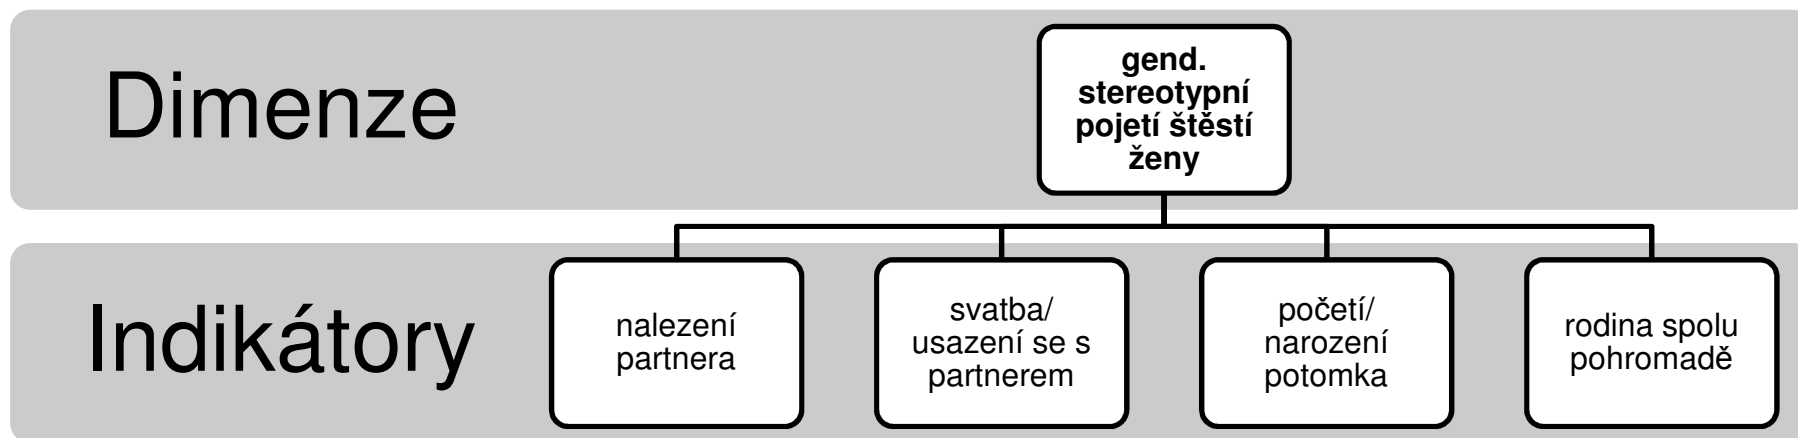 Dimenze
gend.
stereotypní
pojetí štěstí
ženy
Indikátory
nalezení
partnera
svatba/
usazení se s
partnerem
početí/
narození
potomka
rodina spolu
pohromadě